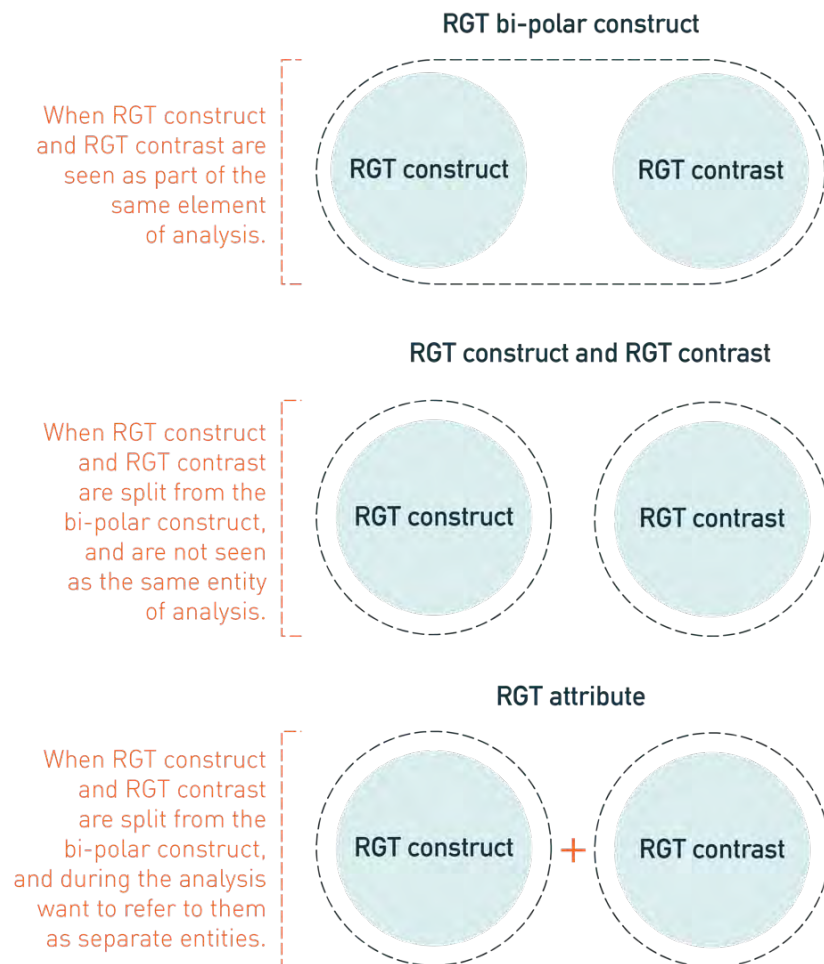 RGT bi-polar construct
When RGT construct
and RGT contrast are
seen as part of the
same element
of analysis.
RGT construct
RGT contrast
RGT construct and RGT contrast
When RGT construct
and RGT contrast
are split from the
bi-polar construct,
and are not seen
as the same entity
of analysis.
RGT construct
RGT contrast
RGT attribute
When RGT construct
and RGT contrast
are split from the
bi-polar construct,
and during the analysis
want to refer to them
as separate entities.
RGT construct
+
RGT contrast